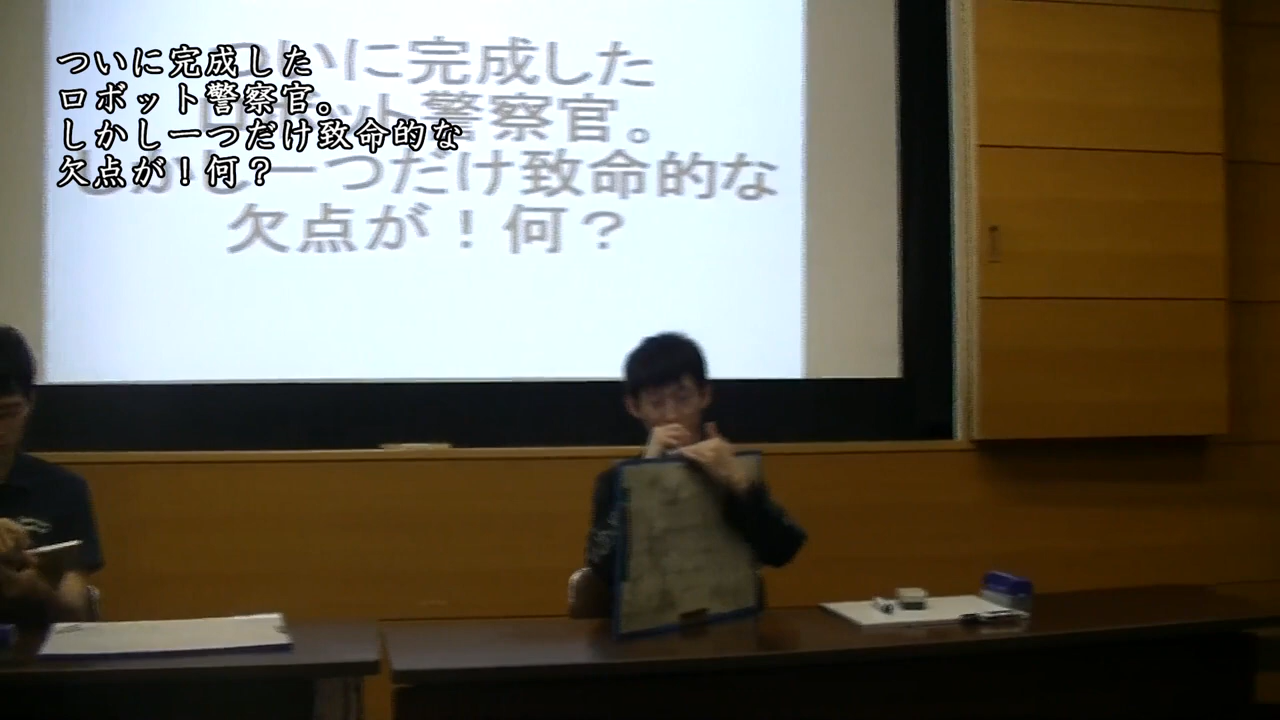 ついに完成した
ロボット警察官。
しかし一つだけ致命的な
欠点が！何？
ついに完成した
ロボット警察官。
しかし一つだけ致命的な
欠点が！何？